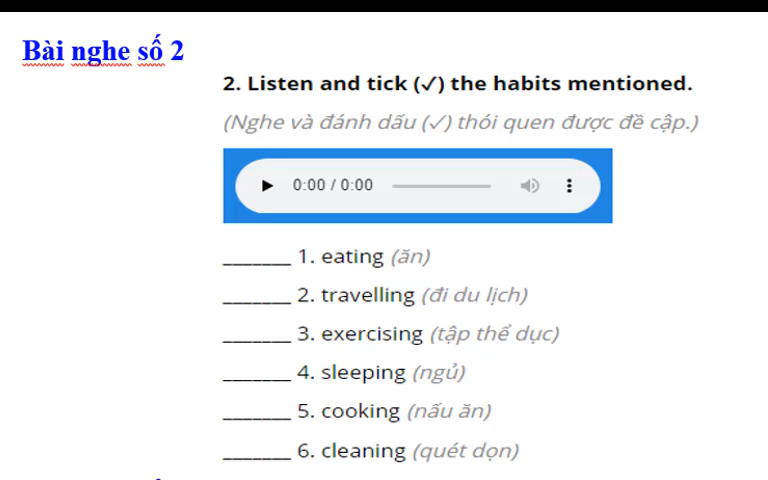 Bài nghe số 2
2. Listen and tick (✓) the habits mentioned.
(Nghe và đánh dấu (✓) thói quen được đề cập.)
0:00 / 0:00
_______ 1. eating (ăn)
_______ 2. travelling (đi du lịch)
_______ 3. exercising (tập thể dục)
_______ 4. sleeping (ngủ)
_______ 5. cooking (nấu ăn)
_______ 6. cleaning (quét dọn)